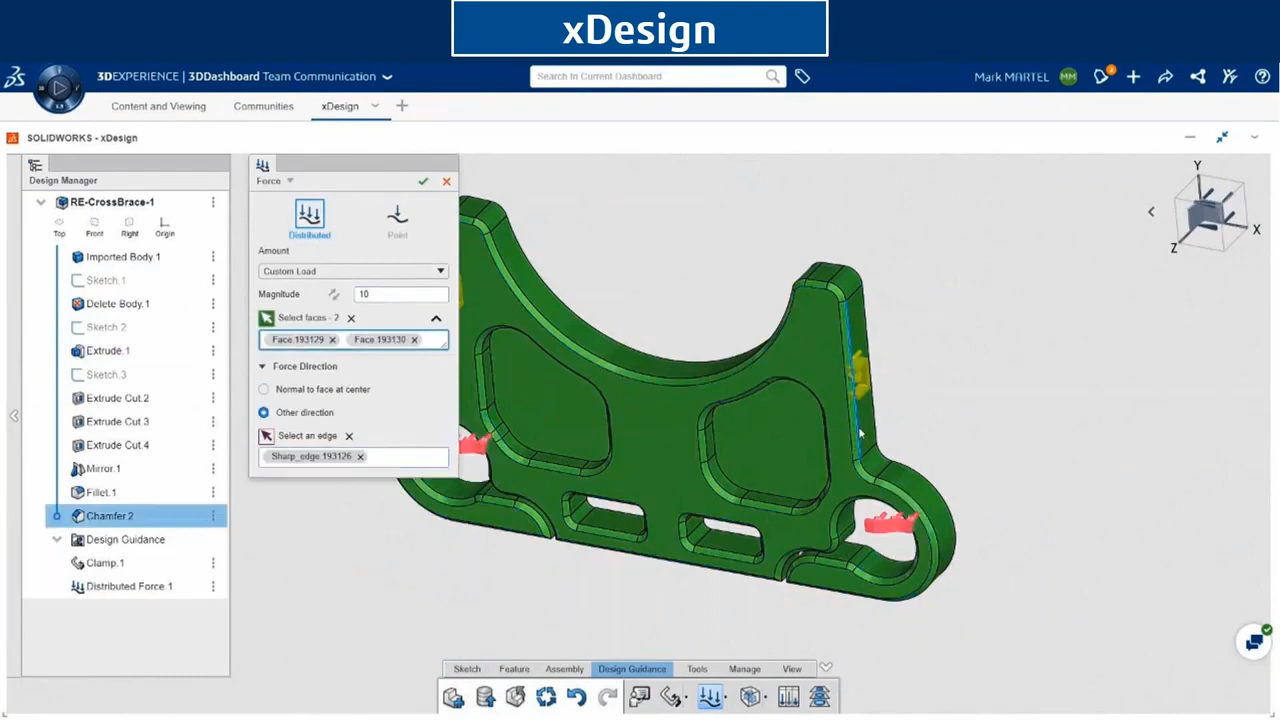 xDesign
3DEXPERIENCE | 3DDashboard Team Communication
Search In Current Dashboard
Mark MARTEL
MM
2
Content and Viewing
Communities
xDesign
SOLIDWORKS - xDesign
Design Manager
RE-CrossBrace-1
Top Front Right Origin
Imported Body 1
Sketch.1
Delete Body.1
Sketch 2
Extrude.1
Sketch.3
Extrude Cut.2
Extrude Cut 3
Extrude Cut.4
Mirror.1
Fillet.1
Chamfer 2
Design Guidance
Clamp.1
Distributed Force 1
Force
Distributed
Point
Amount
Custom Load
Magnitude
10
Select faces - 2
Face.193129
Face.193130
Force Direction
Normal to face at center
Other direction
Select an edge
Sharp_edge.193126
Y
X
Z
Sketch
Feature
Assembly
Design Guidance
Tools
Manage
View